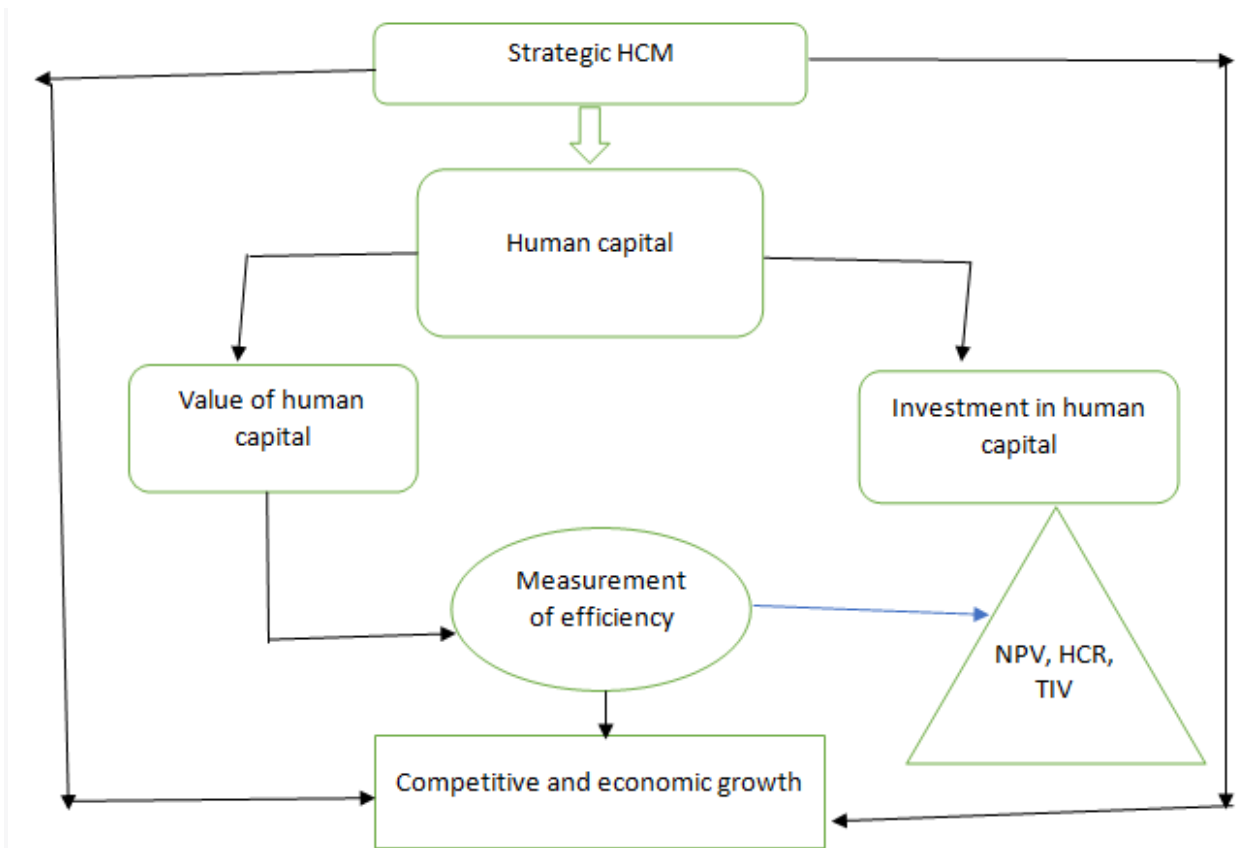 Strategic HCM
Human capital
Value of human
capital
Investment in human
capital
Measurement
of efficiency
NPV, HCR,
TIV
Competitive and economic growth